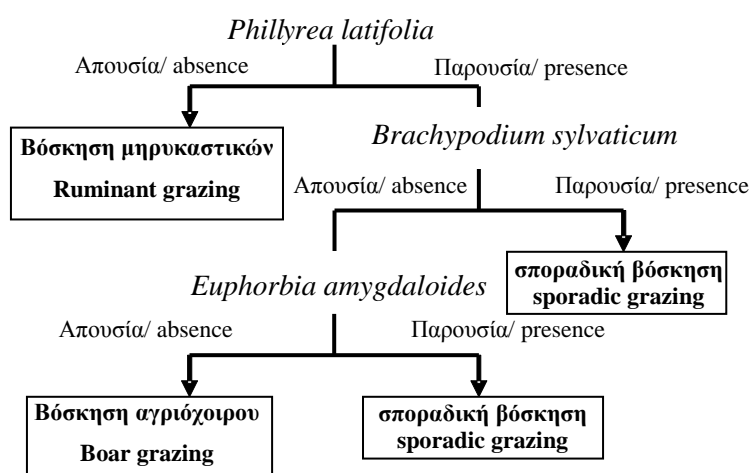 Phillyrea latifolia
Απουσία/ absence
Παρουσία/ presence
Βόσκηση μηρυκαστικών
Ruminant grazing
Brachypodium sylvaticum
Απουσία/ absence
Παρουσία/ presence
σποραδική βόσκηση
sporadic grazing
Euphorbia amygdaloides
Απουσία/ absence
Παρουσία/ presence
Βόσκηση αγριόχοιρου
Boar grazing
σποραδική βόσκηση
sporadic grazing